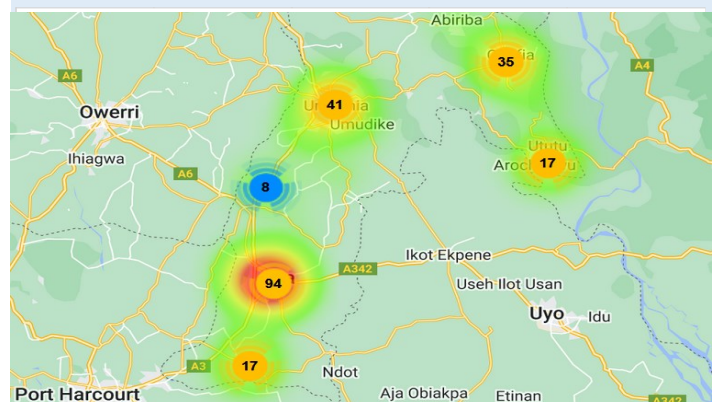 Abiriba
A6
35
A4
41
Owerri
Umudike
Ihiagwa
Ututu
17
A6
8
Ikot Ekpene
A342
94
Useh Ilot Usan
Uyo
Idu
A3
17
Ndot
Port Harcourt
Aja Obiakpa
Etinan
A342